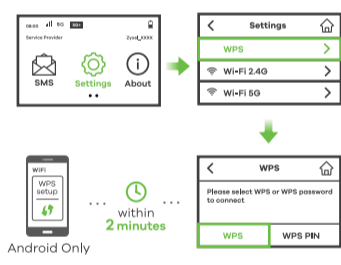 08:00 5G 5G+
Service Provider Zyxel_XXXX
SMS Settings About
Settings
WPS
Wi-Fi 2.4G
Wi-Fi 5G
WPS
Please select WPS or WPS password
to connect
WPS WPS PIN
WiFi
WPS
setup
... within ...
2 minutes
Android Only